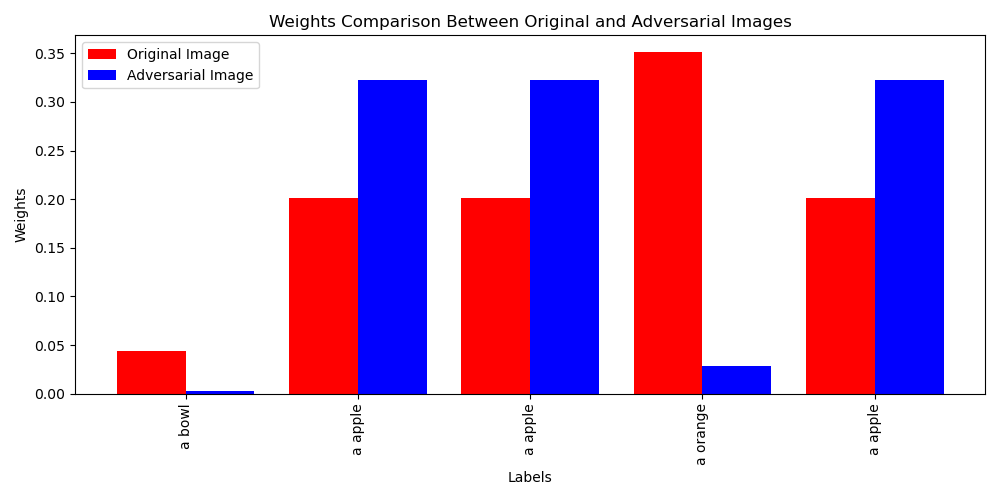 Weights Comparison Between Original and Adversarial Images
Original Image
Adversarial Image
Weights
0.35
0.30
0.25
0.20
0.15
0.10
0.05
0.00
a bowl
a apple
a apple
a orange
a apple
Labels